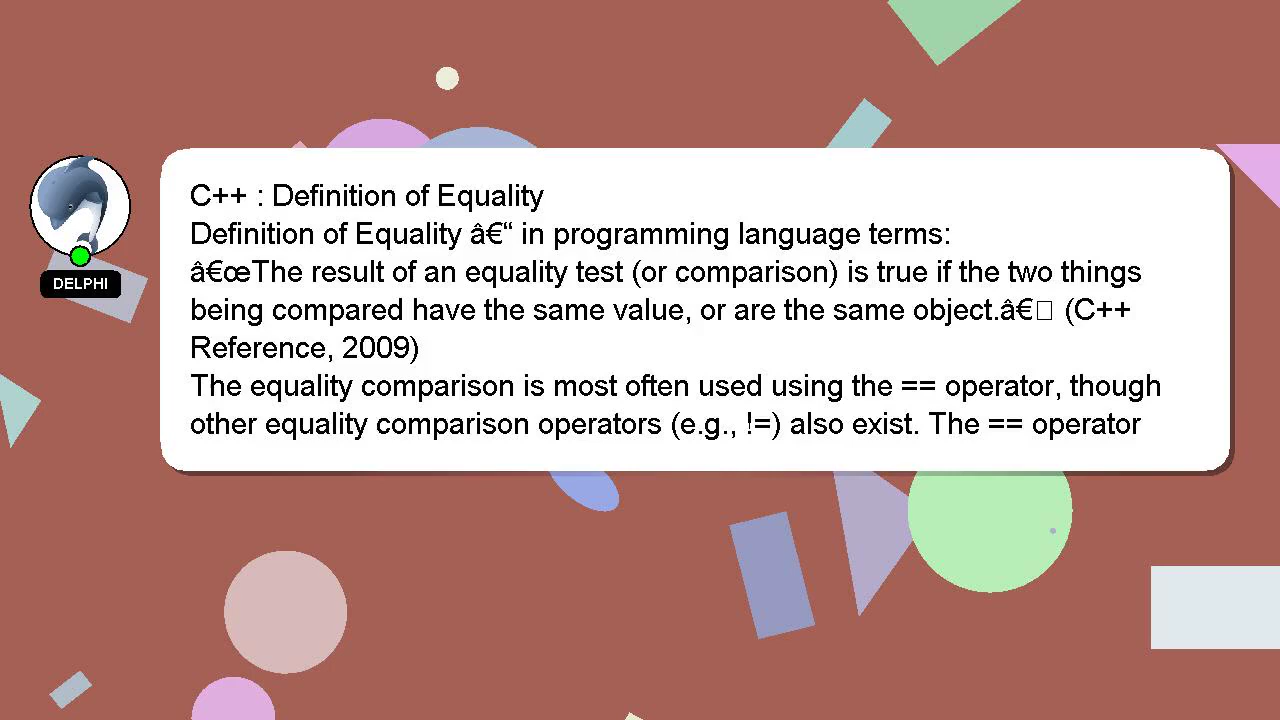 C++ : Definition of Equality
Definition of Equality â€“ in programming language terms:
â€œThe result of an equality test (or comparison) is true if the two things
being compared have the same value, or are the same object.â€□ (C++
Reference, 2009)
The equality comparison is most often used using the == operator, though
other equality comparison operators (e.g., !=) also exist. The == operator
DELPHI